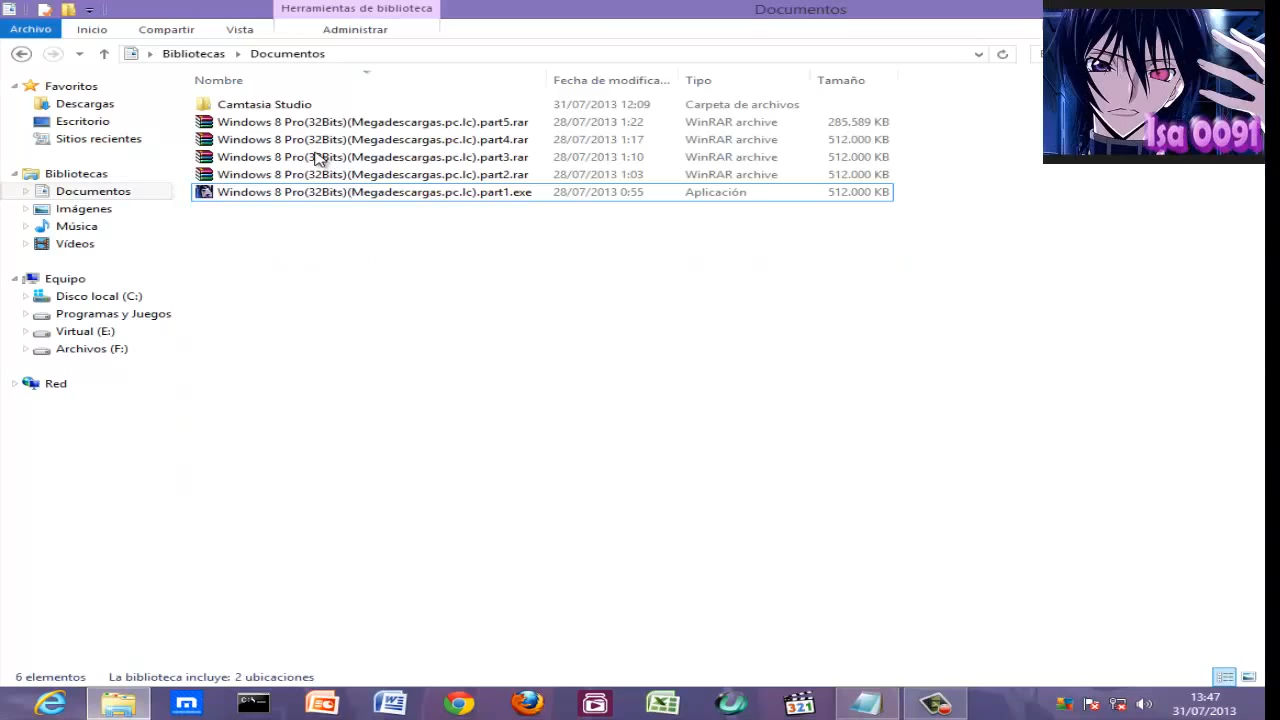 Herramientas de biblioteca
Documentos
Archivo Inicio Compartir Vista Administrar
Bibliotecas Documentos
Nombre Fecha de modifica... Tipo Tamaño
Favoritos
Descargas
Escritorio
Sitios recientes
Bibliotecas
Documentos
Imágenes
Música
Vídeos
Equipo
Disco local (C:)
Programas y Juegos
Virtual (E:)
Archivos (F:)
Red
Camtasia Studio 31/07/2013 12:09 Carpeta de archivos
Windows 8 Pro(32Bits)(Megadescargas.pc.lc).part5.rar 28/07/2013 1:22 WinRAR archive 285.589 KB
Windows 8 Pro(32Bits)(Megadescargas.pc.lc).part4.rar 28/07/2013 1:17 WinRAR archive 512.000 KB
Windows 8 Pro(32Bits)(Megadescargas.pc.lc).part3.rar 28/07/2013 1:10 WinRAR archive 512.000 KB
Windows 8 Pro(32Bits)(Megadescargas.pc.lc).part2.rar 28/07/2013 1:03 WinRAR archive 512.000 KB
Windows 8 Pro(32Bits)(Megadescargas.pc.lc).part1.exe 28/07/2013 0:55 Aplicación 512.000 KB
Isa 0091
6 elementos La biblioteca incluye: 2 ubicaciones
321
13:47
31/07/2013